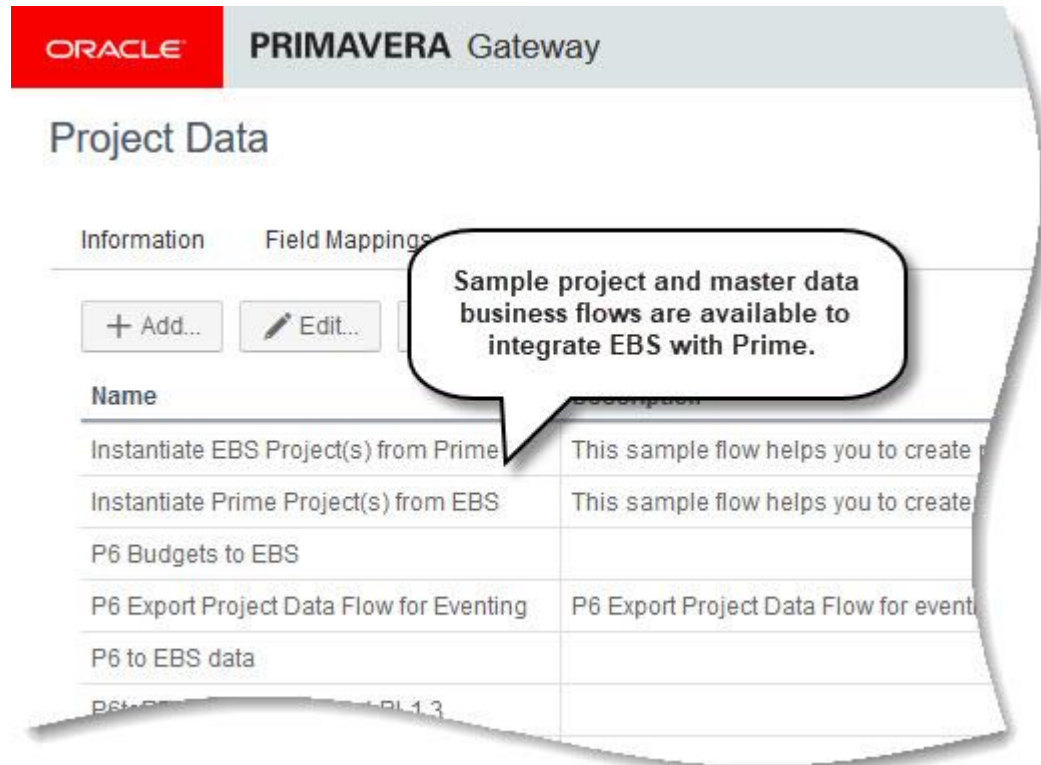 ORACLE PRIMAVERA Gateway
Project Data
Information Field Mappings
Sample project and master data
business flows are available to
integrate EBS with Prime.
+ Add... Edit...
Name Description
Instantiate EBS Project(s) from Prime This sample flow helps you to create
Instantiate Prime Project(s) from EBS This sample flow helps you to create
P6 Budgets to EBS
P6 Export Project Data Flow for Eventing P6 Export Project Data Flow for eventi
P6 to EBS data